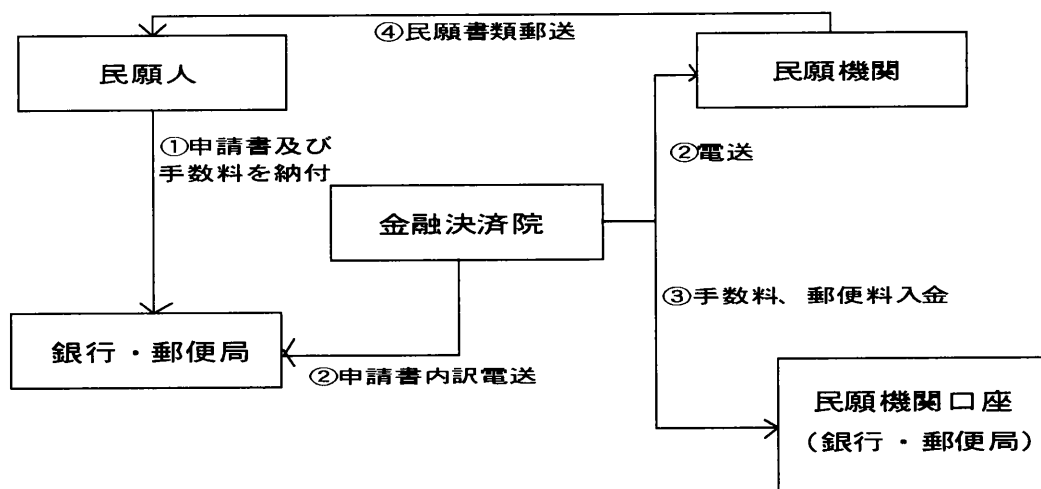 ④民願書類郵送
民願人
民願機関
①申請書及び
手数料を納付
②電送
金融決済院
③手数料、郵便料入金
銀行・郵便局
②申請書内訳電送
民願機関口座
(銀行・郵便局)